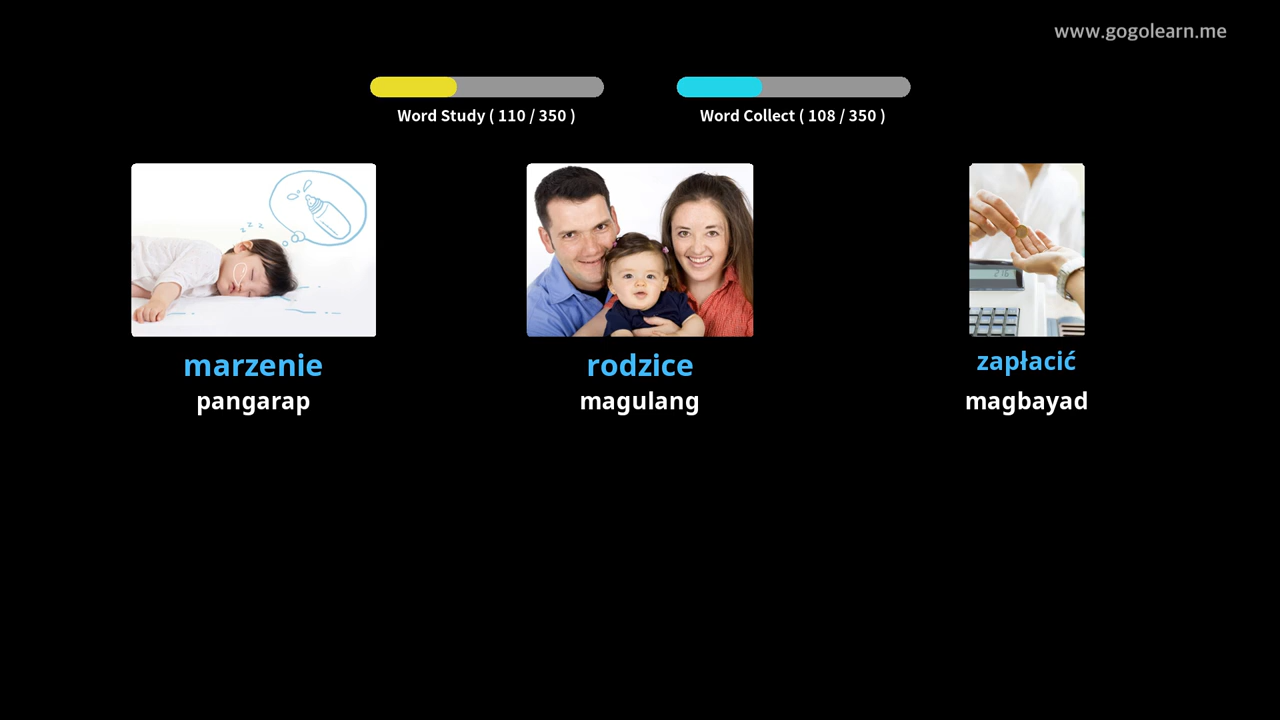 www.gogolearn.me
Word Study ( 110 / 350 )
Word Collect ( 108 / 350 )
z z z
marzenie
rodzice
zapłacić
pangarap
magulang
magbayad